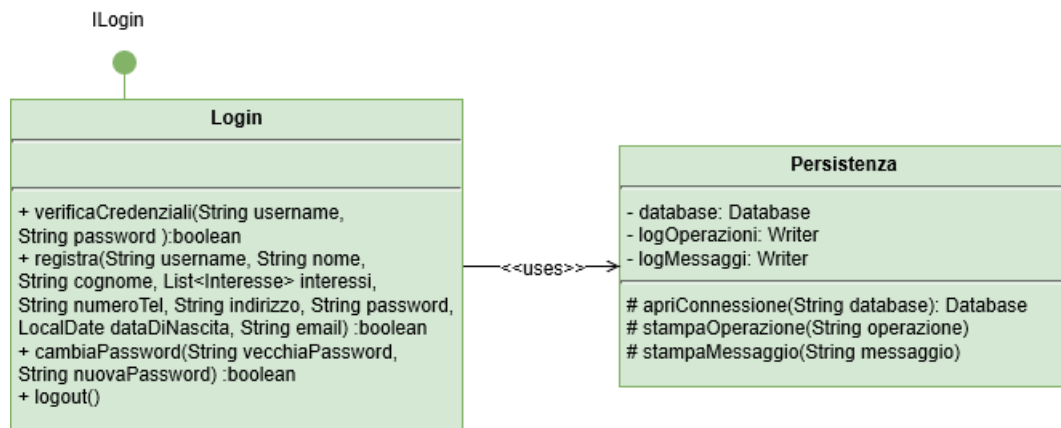 ILogin
Login
+ verificaCredenziali(String username,
String password ):boolean
+ registra(String username, String nome,
String cognome, List<Interesse> interessi,
String numeroTel, String indirizzo, String password,
LocalDate dataDiNascita, String email) :boolean
+ cambiaPassword(String vecchiaPassword,
String nuovaPassword) :boolean
+ logout()
<<uses>>
Persistenza
- database: Database
- logOperazioni: Writer
- logMessaggi: Writer
# apriConnessione(String database): Database
# stampaOperazione(String operazione)
# stampaMessaggio(String messaggio)